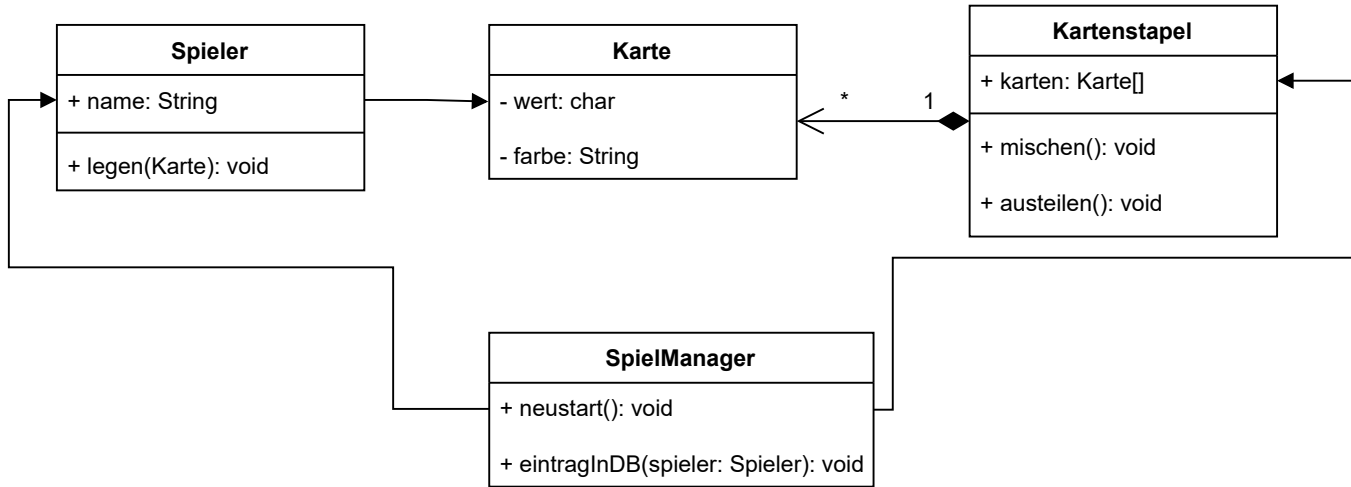 Spieler
+ name: String
+ legen(Karte): void
Karte
- wert: char
- farbe: String
* 1
Kartenstapel
+ karten: Karte[]
+ mischen(): void
+ austeilen(): void
SpielManager
+ neustart(): void
+ eintragInDB(spieler: Spieler): void